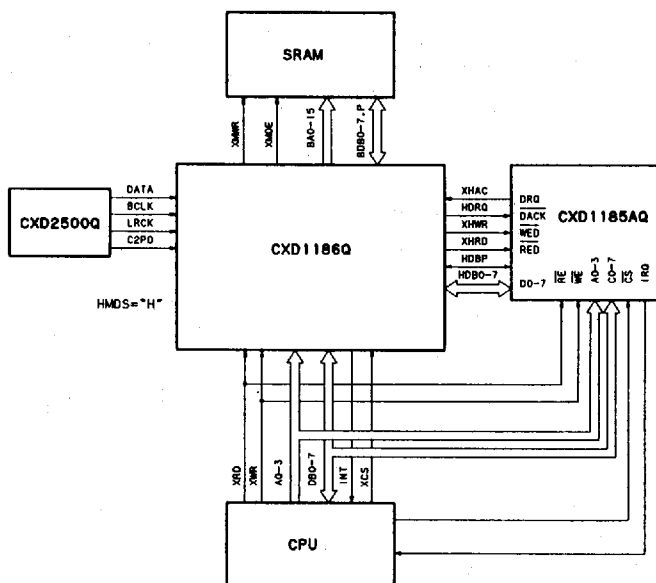 SRAM
XMWR
XMOE
BA0-15
BDB0-7.P
CXD2500Q
DATA
BCLK
LRCK
C2PO
CXD1186Q
HMDS="H"
XHAC
HDRQ
XHWR
XHRD
HDBP
HDB0-7
DRQ
DACK
WED
RED
D0-7
CXD1185AQ
RE
WE
A0-3
C0-7
CS
IRQ
XRD
XWR
A0-3
DB0-7
INT
XCS
CPU